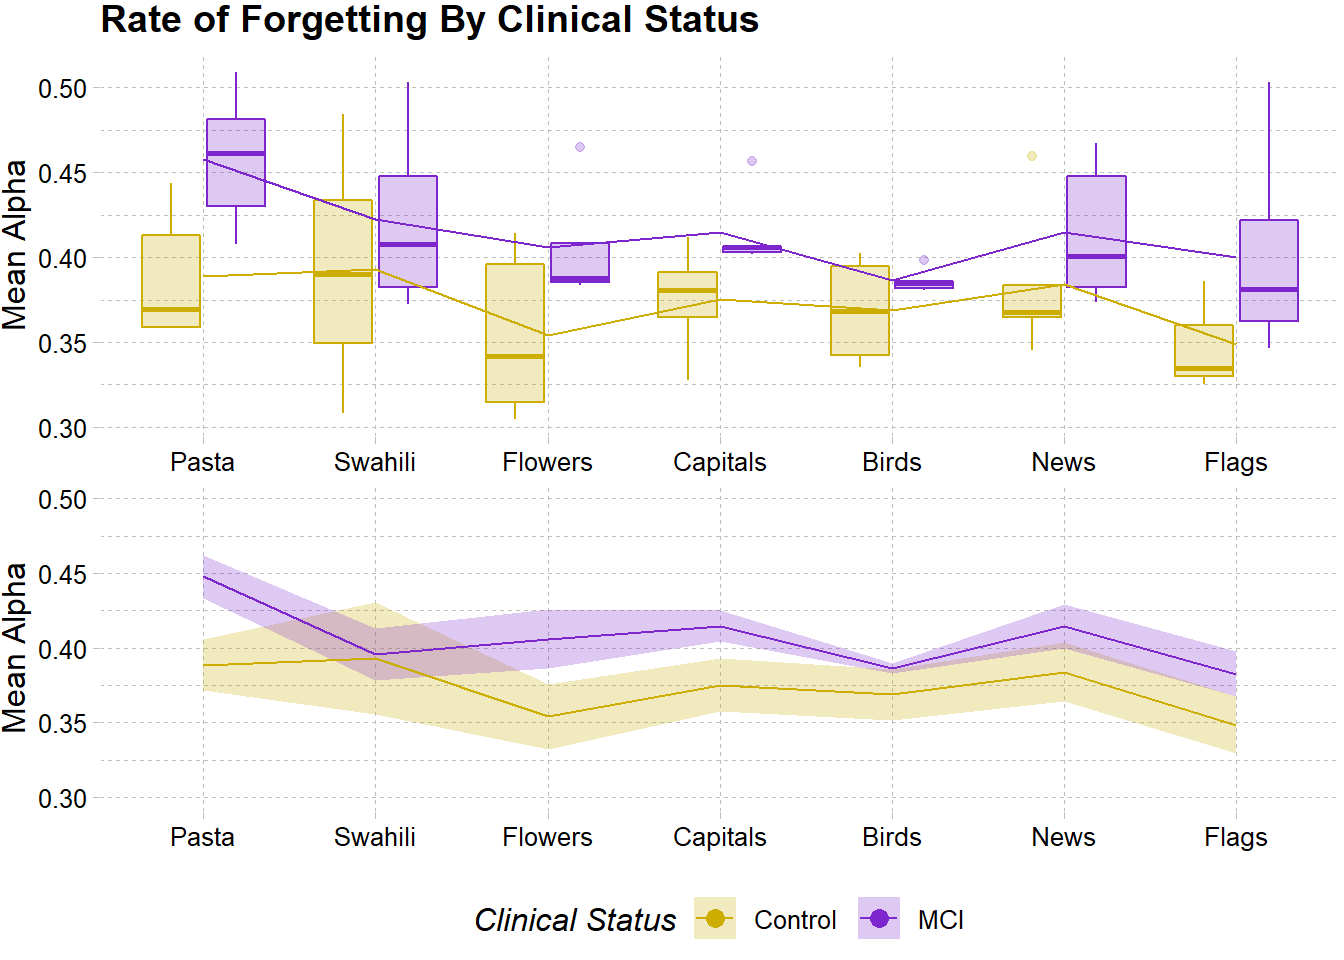 Rate of Forgetting By Clinical Status
Mean Alpha
0.50
0.45
0.40
0.35
0.30
Pasta Swahili Flowers Capitals Birds News Flags
Mean Alpha
0.50
0.45
0.40
0.35
0.30
Pasta Swahili Flowers Capitals Birds News Flags
Clinical Status Control MCI